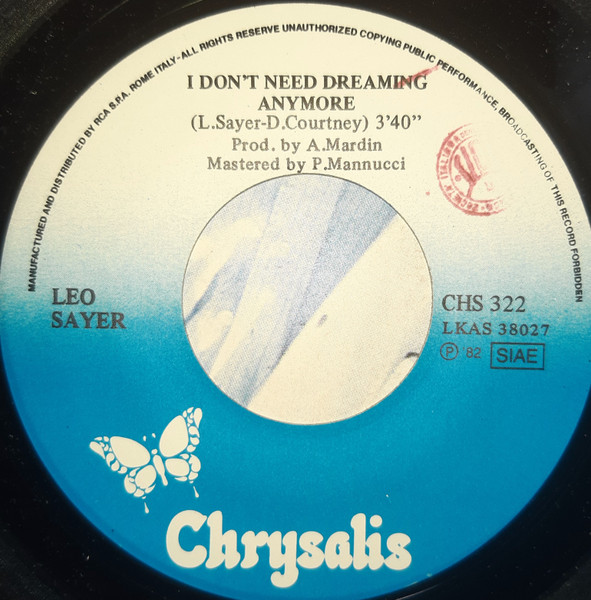 MANUFACTURED AND DISTRIBUTED BY RCA S.P.A. ROME ITALY-ALL RIGHTS RESERVE UNAUTHORIZED COPYING PUBLIC PERFORMANCE, BROADCASTING OF THIS RECORD FORBIDDEN
I DON'T NEED DREAMING
ANYMORE
(L.Sayer-D.Courtney) 3'40"
Prod. by A.Mardin
Mastered by P.Mannucci
LEO
SAYER
CHS 322
LKAS 38027
Ⓟ 82 SIAE
Chrysalis